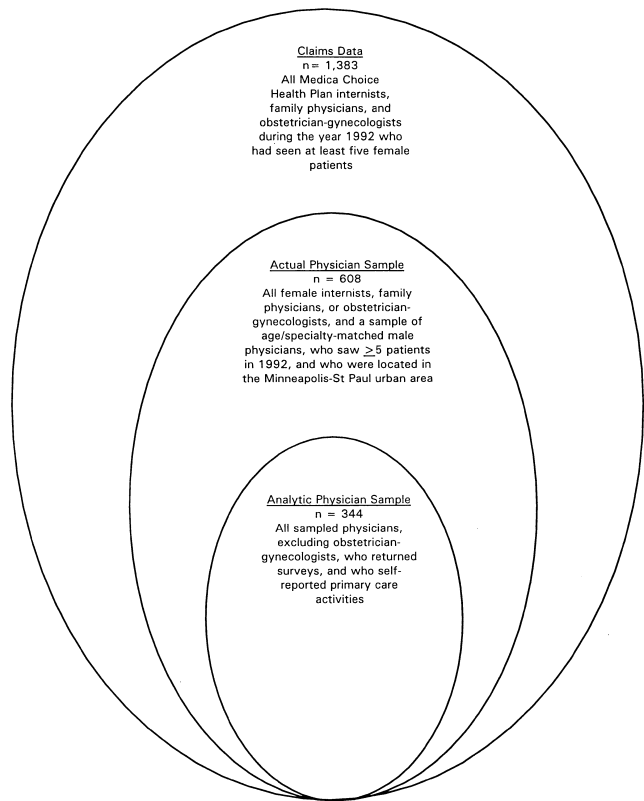 Claims Data
n= 1,383
All Medica Choice
Health Plan internists,
family physicians, and
obstetrician-gynecologists
during the year 1992 who
had seen at least five female
patients
Actual Physician Sample
n = 608
All female internists, family
physicians, or obstetrician-
gynecologists, and a sample of
age/specialty-matched male
physicians, who saw ≥5 patients
in 1992, and who were located in
the Minneapolis-St Paul urban area
Analytic Physician Sample
n = 344
All sampled physicians,
excluding obstetrician-
gynecologists, who returned
surveys, and who self-
reported primary care
activities